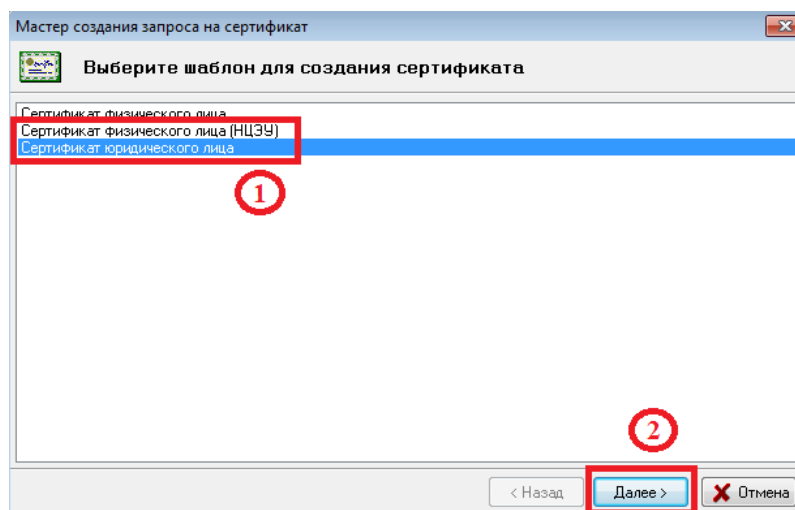 Мастер создания запроса на сертификат
Выберите шаблон для создания сертификата
Сертификат физического лица
Сертификат физического лица (НЦЭУ)
Сертификат юридического лица
1
2
< Назад
Далее >
Отмена